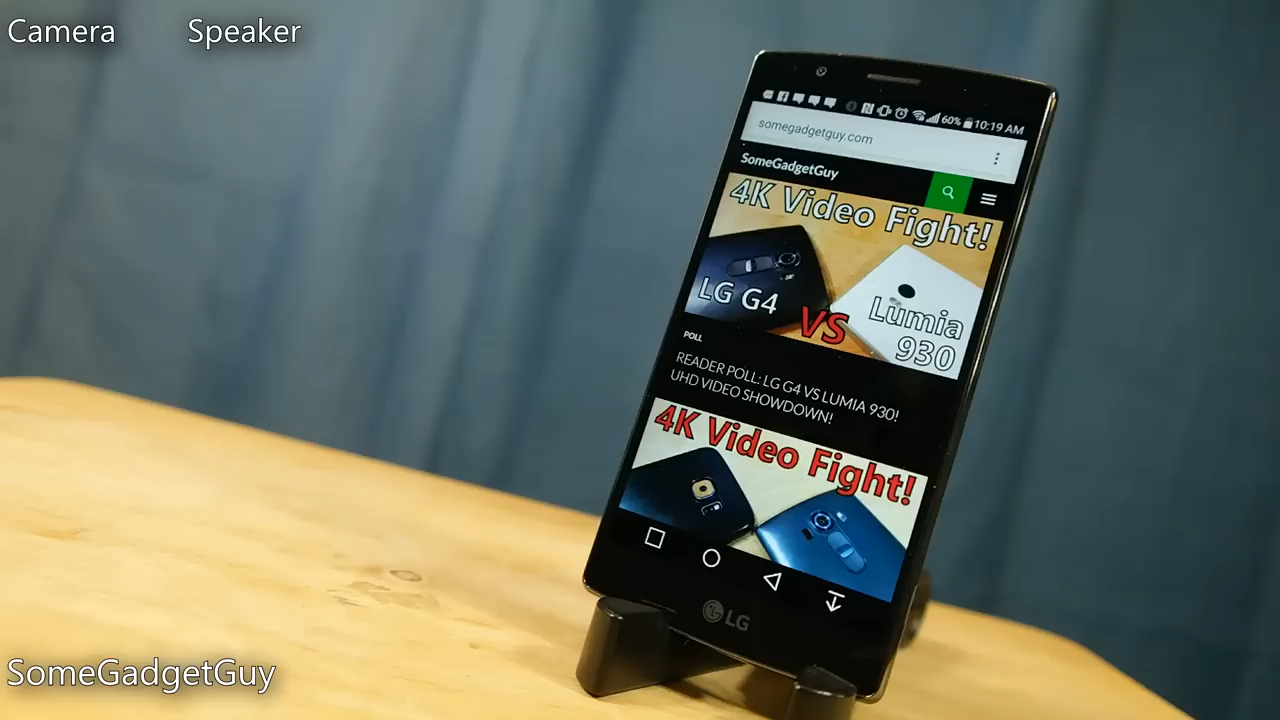 Camera Speaker
60% 10:19 AM
somegadgetguy.com
SomeGadgetGuy
4K Video Fight!
LG G4
VS
Lumia
930
POLL
READER POLL: LG G4 VS LUMIA 930!
UHD VIDEO SHOWDOWN!
4K Video Fight!
LG
SomeGadgetGuy